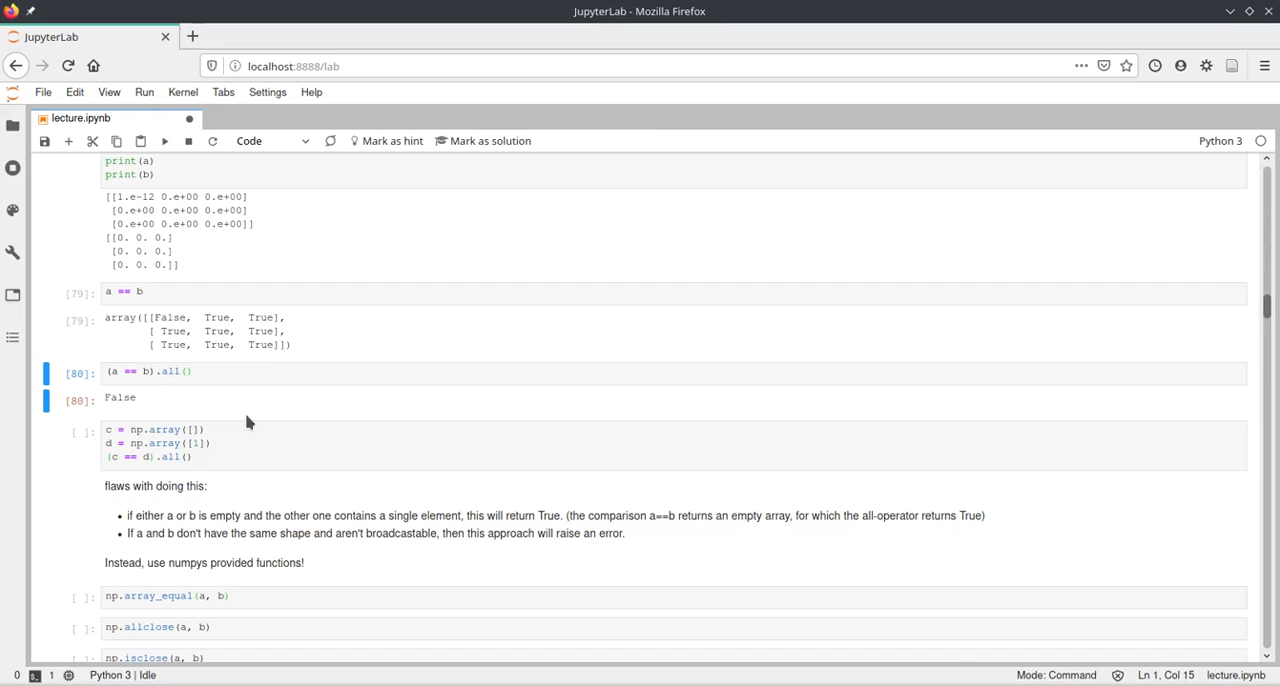 JupyterLab - Mozilla Firefox
JupyterLab
localhost:8888/lab
File Edit View Run Kernel Tabs Settings Help
lecture.ipynb
Code Mark as hint Mark as solution Python 3
print(a)
print(b)
[[1.e-12 0.e+00 0.e+00]
[0.e+00 0.e+00 0.e+00]
[0.e+00 0.e+00 0.e+00]]
[[0. 0. 0.]
[0. 0. 0.]
[0. 0. 0.]]
[79]: a == b
[79]: array([[False, True, True],
[ True, True, True],
[ True, True, True]])
[80]: (a == b).all()
[80]: False
[ ]: c = np.array([])
d = np.array([1])
(c == d).all()
flaws with doing this:
• if either a or b is empty and the other one contains a single element, this will return True. (the comparison a==b returns an empty array, for which the all-operator returns True)
• If a and b don't have the same shape and aren't broadcastable, then this approach will raise an error.
Instead, use numpys provided functions!
[ ]: np.array_equal(a, b)
[ ]: np.allclose(a, b)
[ ]: np.isclose(a, b)
0 1 Python 3 | Idle Mode: Command Ln 1, Col 15 lecture.ipynb